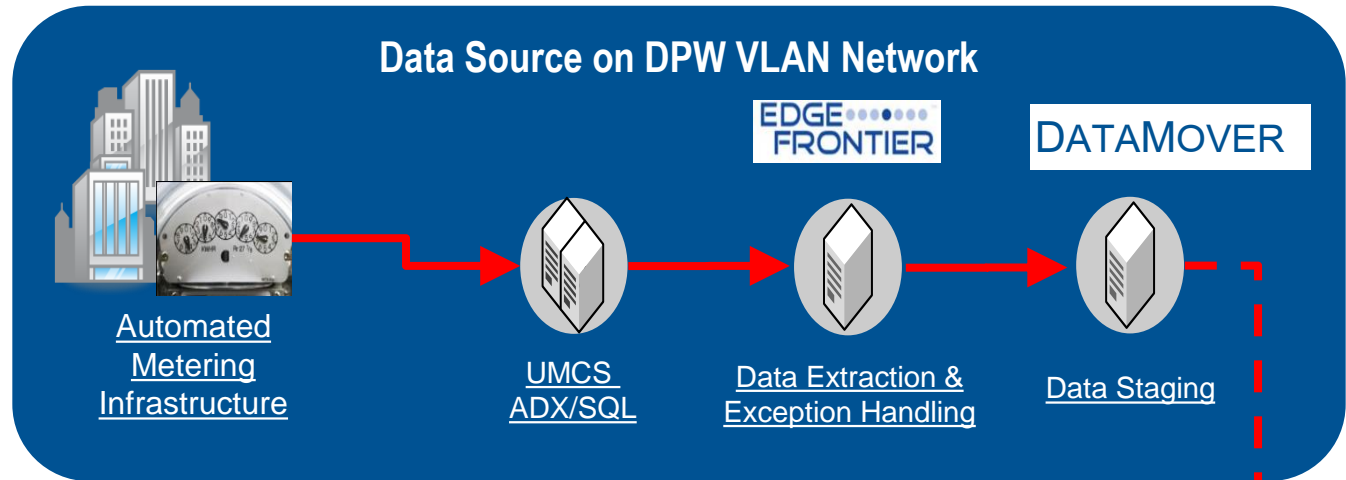 Data Source on DPW VLAN Network
EDGE
FRONTIER
DATAMOVER
KWHR
Automated
Metering
Infrastructure
UMCS
ADX/SQL
Data Extraction &
Exception Handling
Data Staging